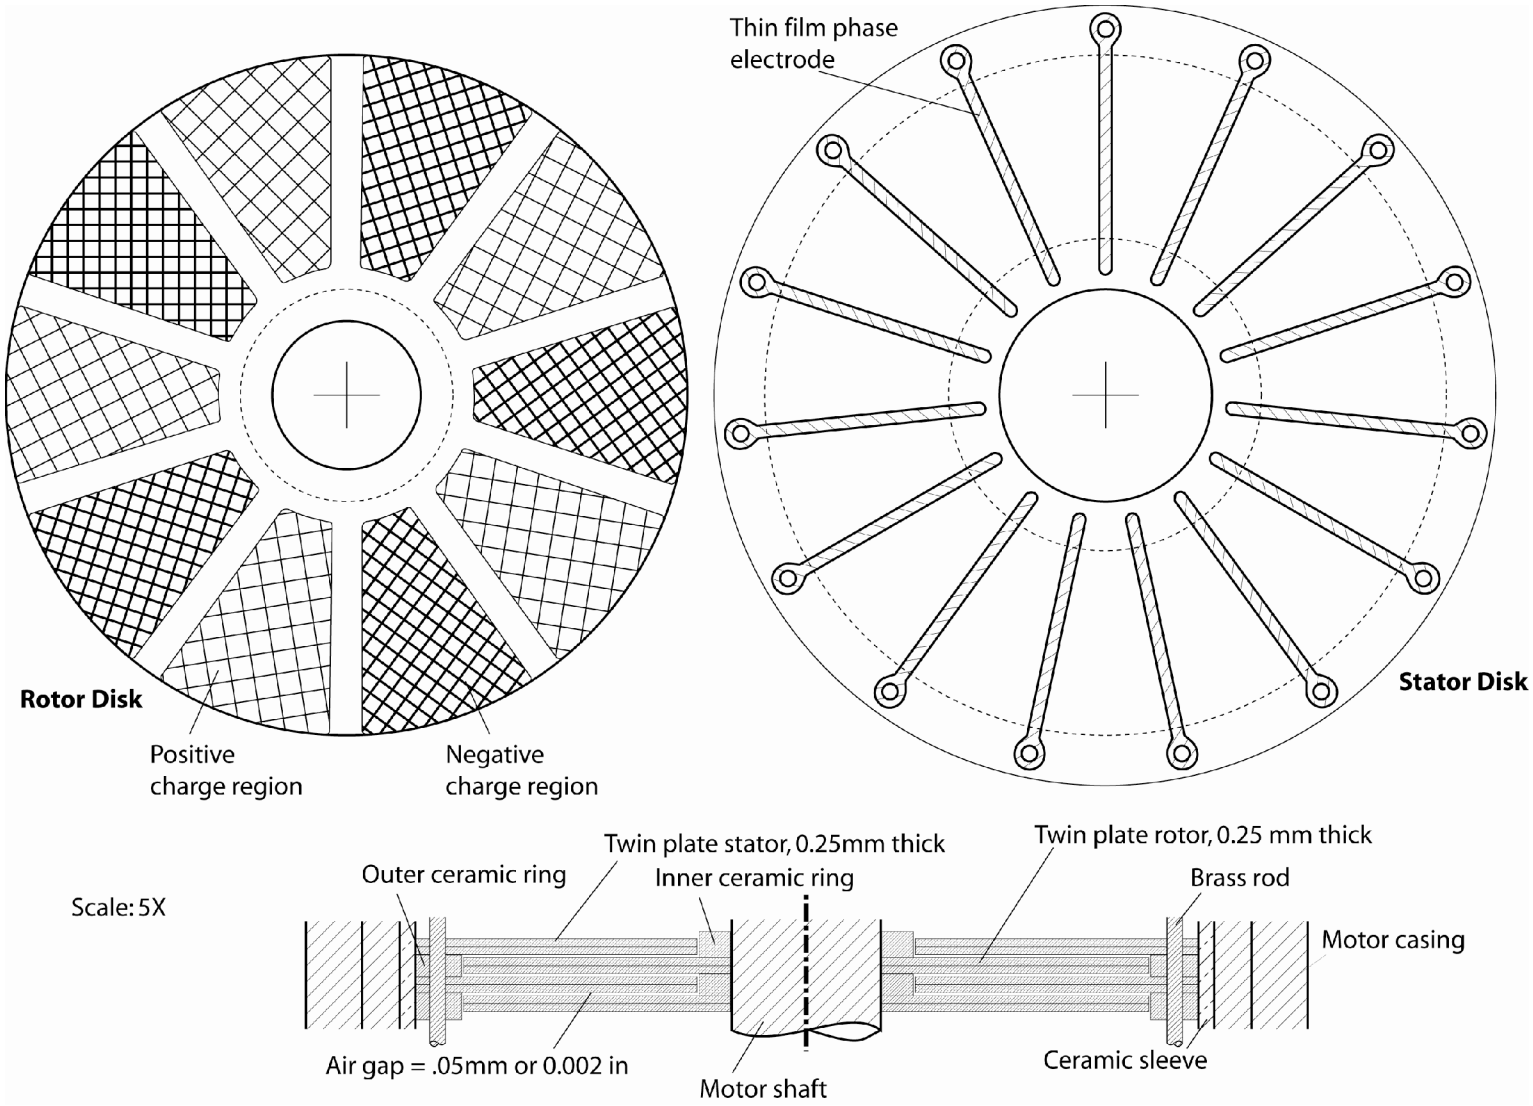 Thin film phase
electrode
Rotor Disk
Stator Disk
Positive
charge region
Negative
charge region
Twin plate stator, 0.25mm thick
Twin plate rotor, 0.25 mm thick
Outer ceramic ring
Inner ceramic ring
Brass rod
Scale: 5X
Motor casing
Air gap = .05mm or 0.002 in
Ceramic sleeve
Motor shaft